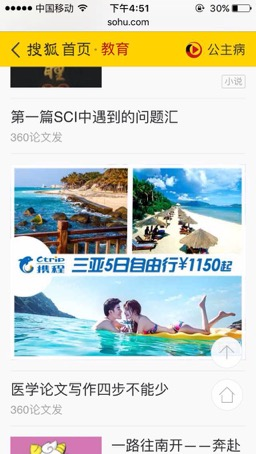 中国移动 下午4:51 30%
sohu.com
搜狐首页·教育 公主病
小说
第一篇SCI中遇到的问题汇
360论文发
Ctrip
携程 三亚5日自由行¥1150起
医学论文写作四步不能少
360论文发
一路往南开——奔赴